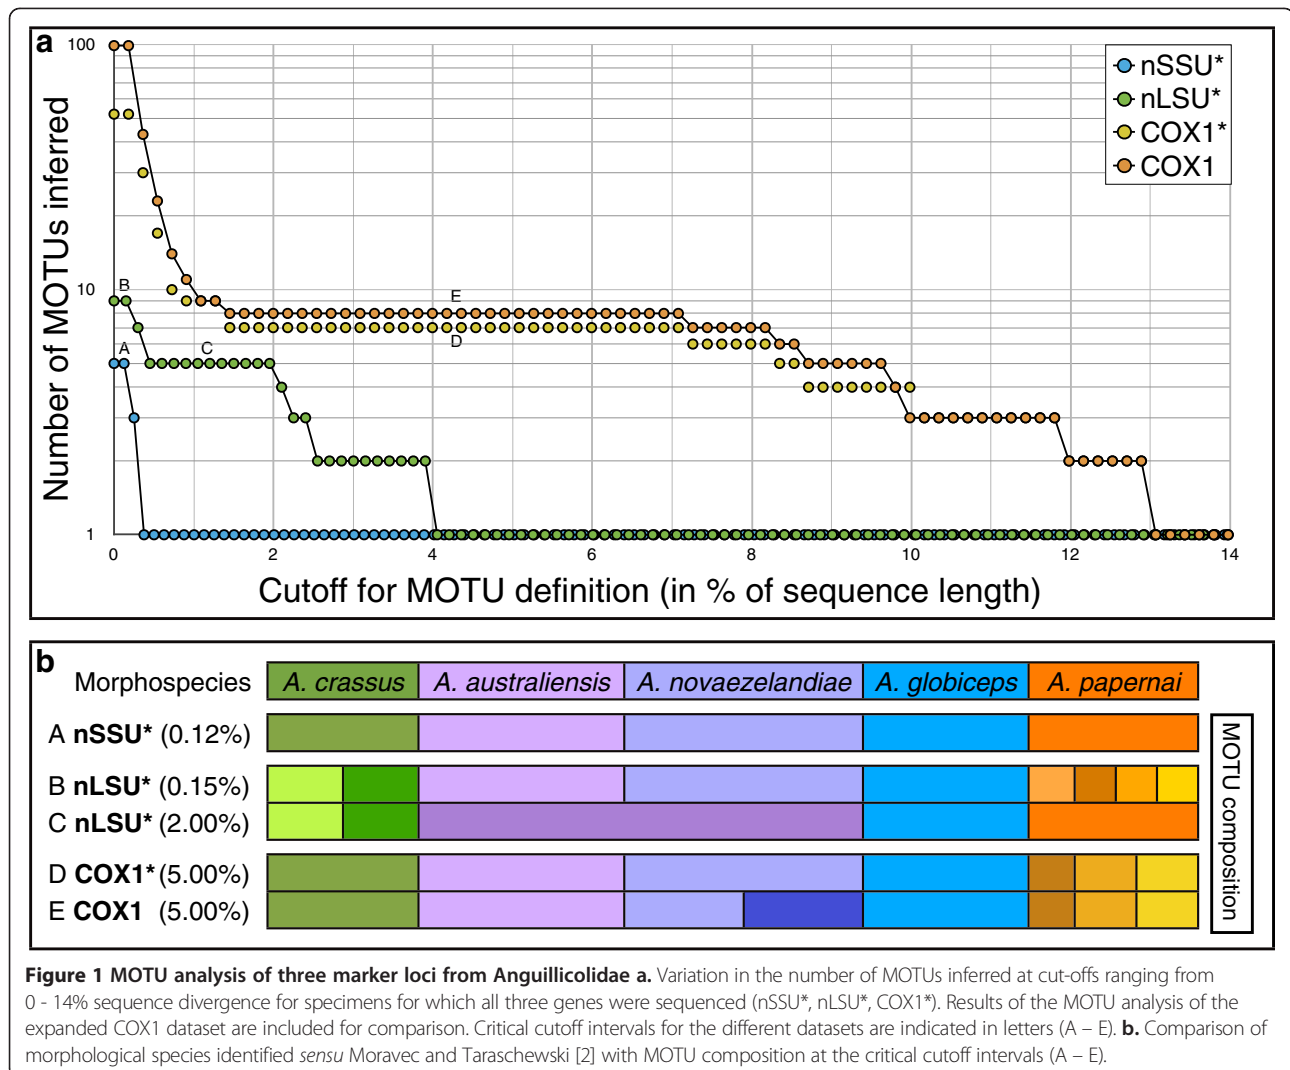 a
100
10
1
Number of MOTUs inferred
nSSU*
nLSU*
COX1*
COX1
B
A
C
E
D
0 2 4 6 8 10 12 14
Cutoff for MOTU definition (in % of sequence length)
b
Morphospecies A. crassus A. australiensis A. novaezelandiae A. globiceps A. papernai
A nSSU* (0.12%)
B nLSU* (0.15%)
C nLSU* (2.00%)
D COX1* (5.00%)
E COX1 (5.00%)
MOTU composition
Figure 1 MOTU analysis of three marker loci from Anguillicolidae a. Variation in the number of MOTUs inferred at cut-offs ranging from
0 - 14% sequence divergence for specimens for which all three genes were sequenced (nSSU*, nLSU*, COX1*). Results of the MOTU analysis of the
expanded COX1 dataset are included for comparison. Critical cutoff intervals for the different datasets are indicated in letters (A – E). b. Comparison of
morphological species identified sensu Moravec and Taraschewski [2] with MOTU composition at the critical cutoff intervals (A – E).